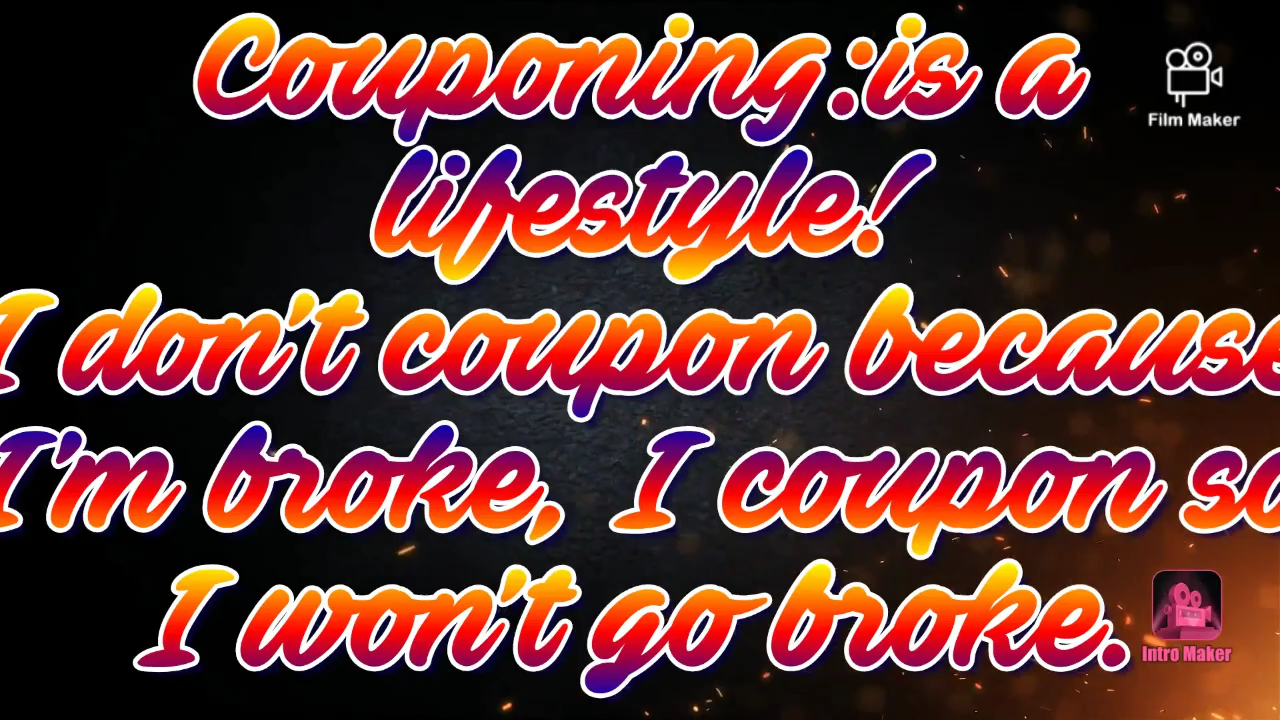 Couponing:is a
Film Maker
lifestyle!
I don't coupon because
I'm broke, I coupon so
I won't go broke.
Intro Maker